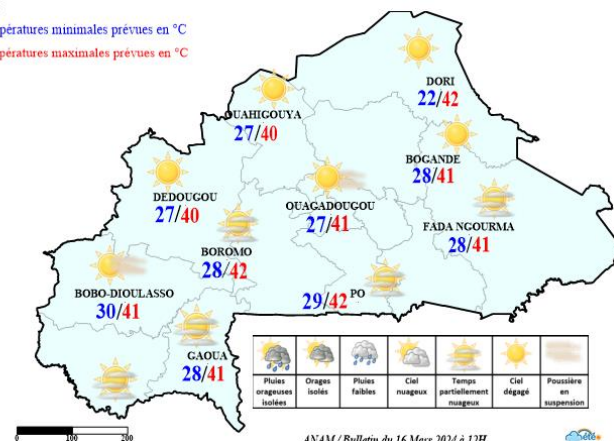 pératures minimales prévues en °C
pératures maximales prévues en °C
DORI
22/42
OUAHIGOUYA
27/40
BOGANDE
28/41
DEDOUGOU
27/40
OUAGADOUGOU
27/41
FADA NGOURMA
28/41
BOROMO
28/42
BOBO-DIOULASSO
30/41
29/42 PO
GAOUA
28/41
Pluies orageuses isolées
Orages isolés
Pluies faibles
Ciel nuageux
Temps partiellement nuageux
Ciel dégagé
Poussière en suspension
0 100 200
ANAM / Bulletin du 16 Mars 2024 à 12H